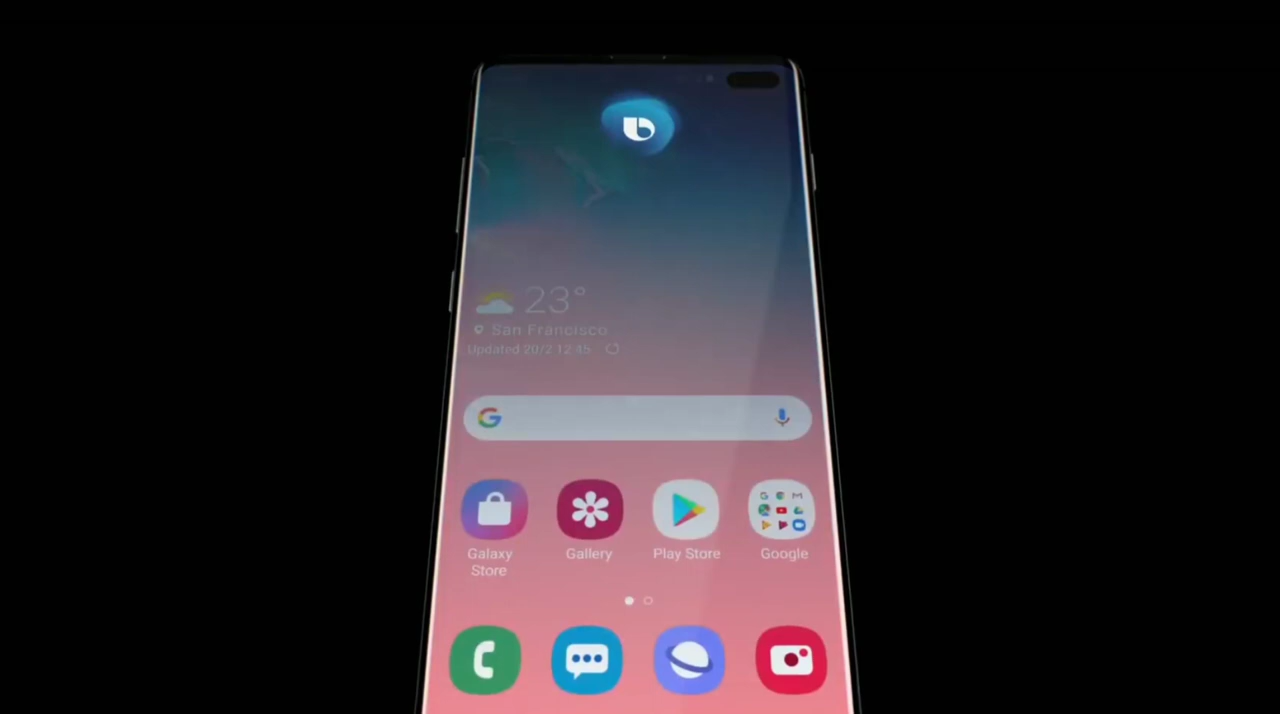 23°
San Francisco
Updated 20/2 12:45
Galaxy
Store
Gallery
Play Store
Google